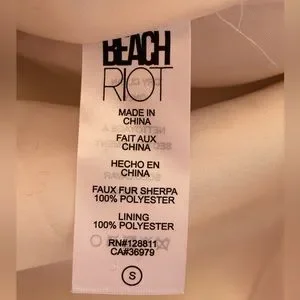 BEACH
RIOT
MADE IN
CHINA
FAIT AUX
CHINA
HECHO EN
CHINA
FAUX FUR SHERPA
100% POLYESTER
LINING
100% POLYESTER
RN#128811
CA#36979
S